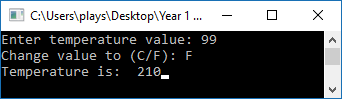 C:\Users\plays\Desktop\Year 1 ...
Enter temperature value: 99
Change value to (C/F): F
Temperature is:  210